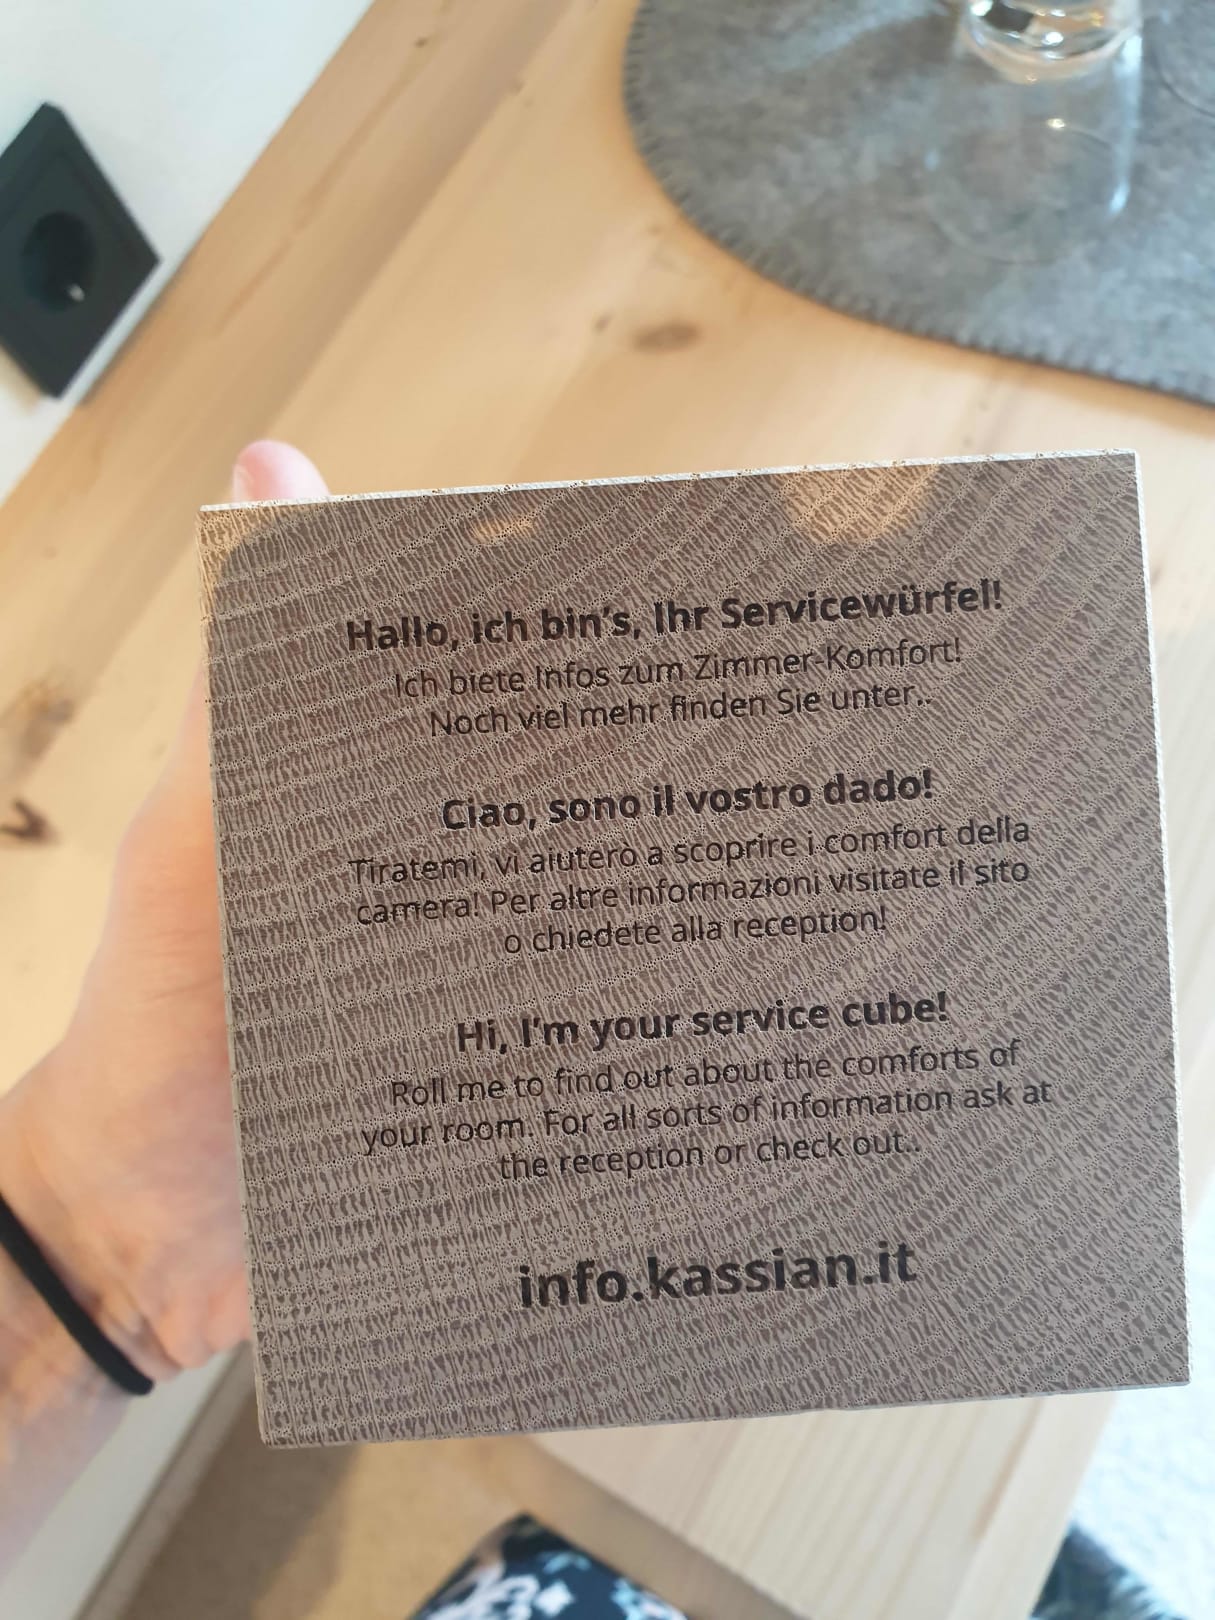 Hallo, ich bin's, Ihr Servicewürfel!
Ich biete Infos zum Zimmer-Komfort!
Noch viel mehr finden Sie unter..
Ciao, sono il vostro dado!
Tiratemi, vi aiuterò a scoprire i comfort della
camera! Per altre informazioni visitate il sito
o chiedete alla reception!
Hi, I'm your service cube!
Roll me to find out about the comforts of
your room. For all sorts of information ask at
the reception or check out..
info.kassian.it